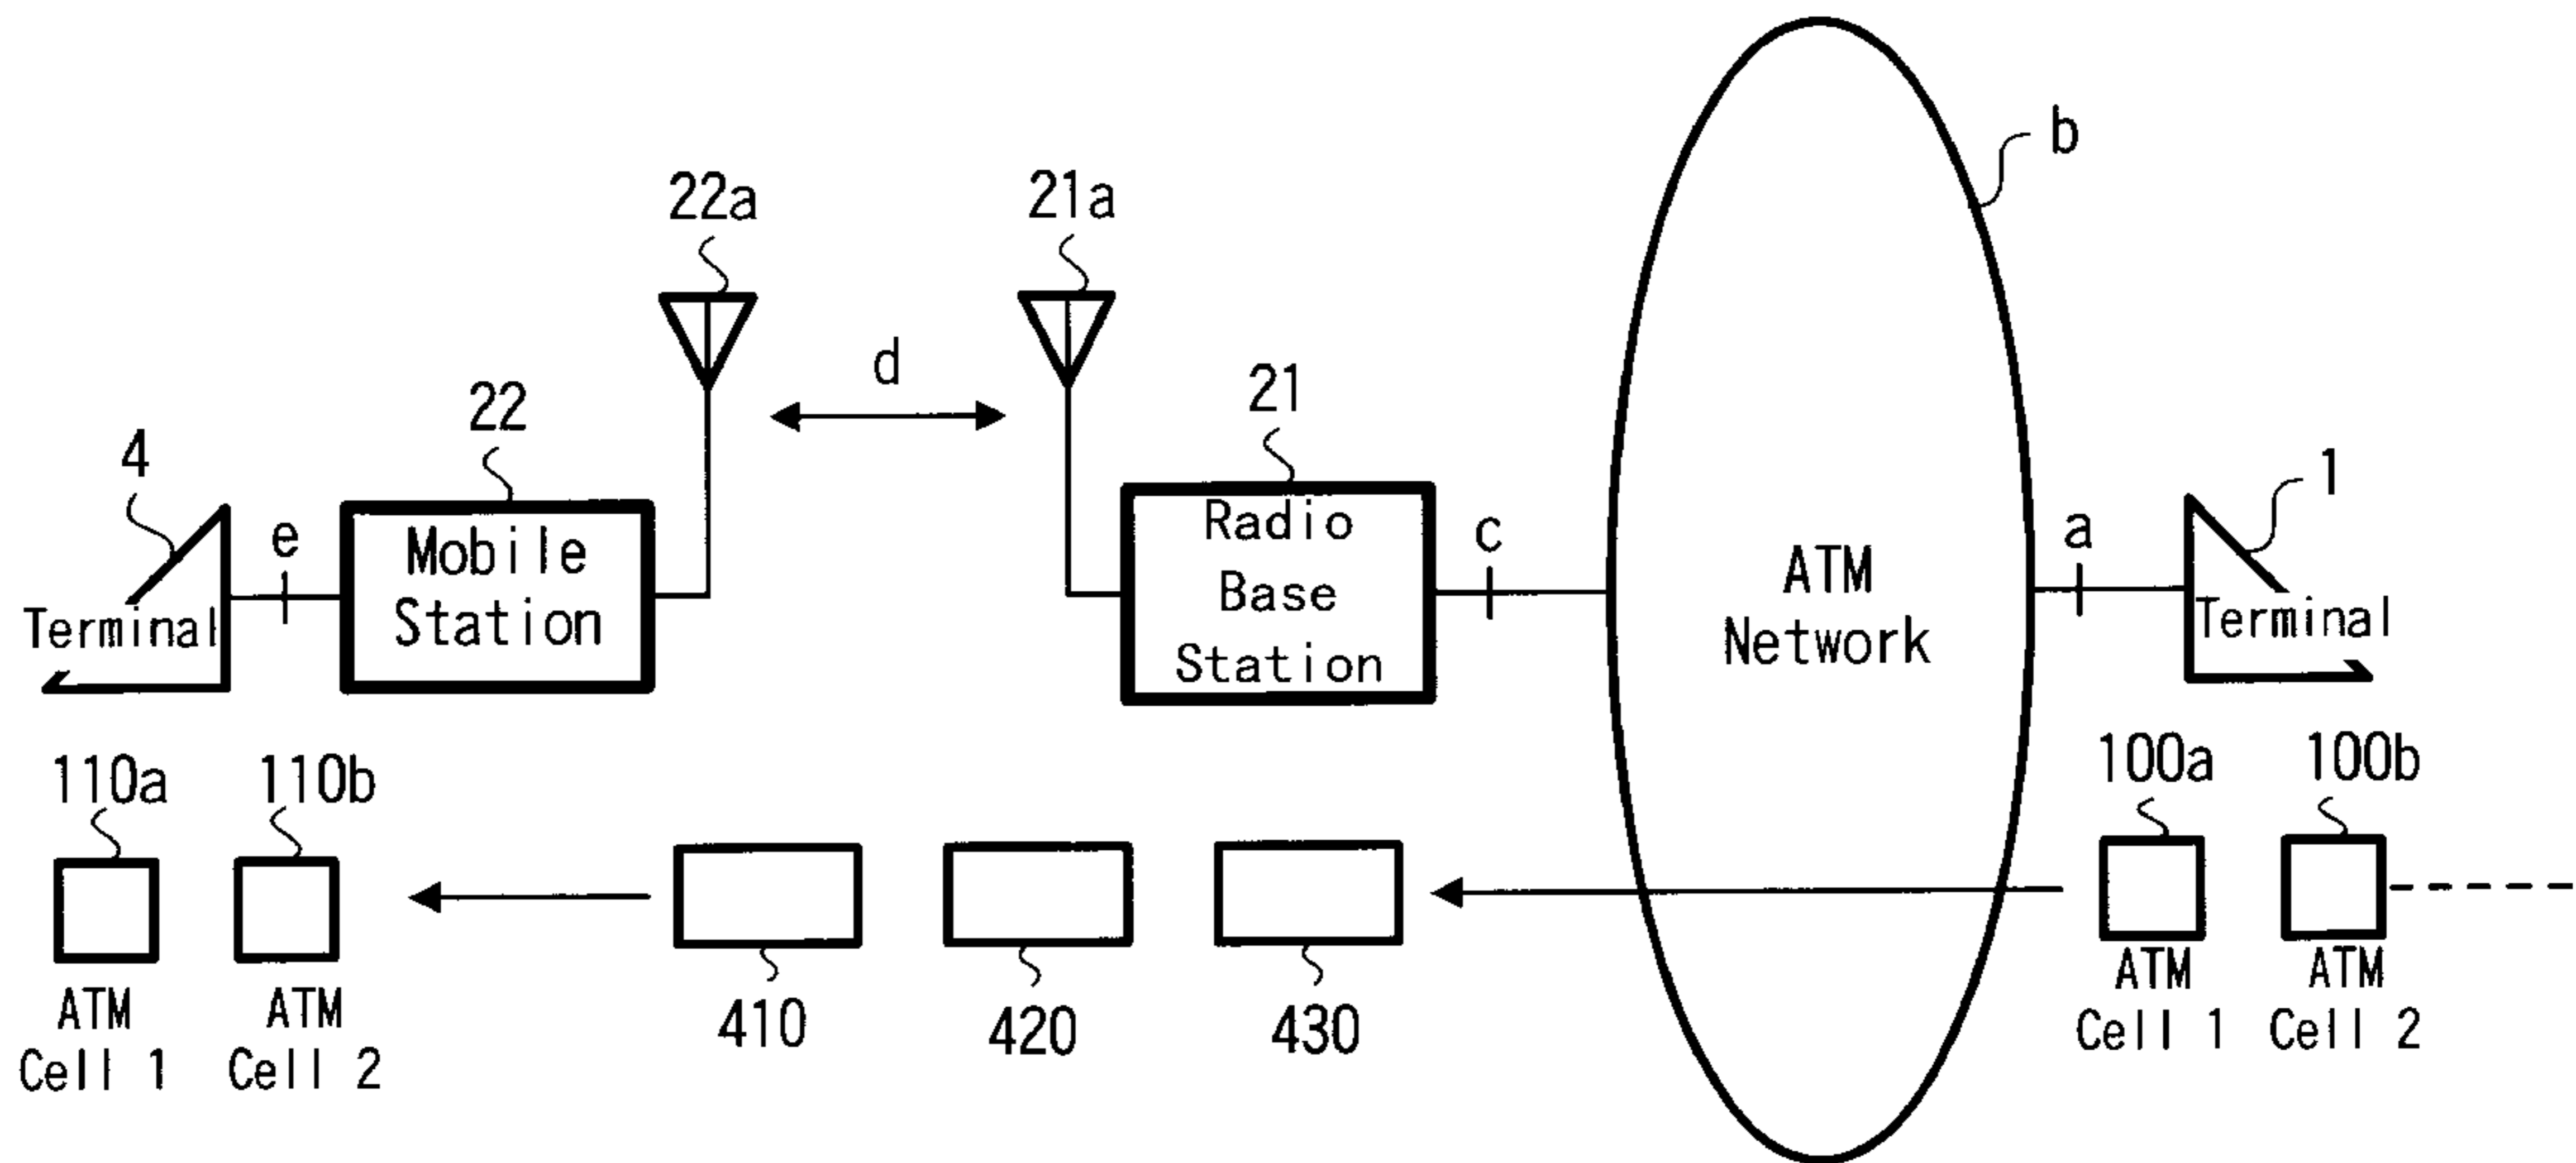 b
22a
21a
d
22
21
4
1
e
Mobile
Station
Radio
Base
Station
c
ATM
Network
a
Terminal
Terminal
110a
110b
100a
100b
410
420
430
ATM
Cell 1
ATM
Cell 2
ATM
Cell 1
ATM
Cell 2